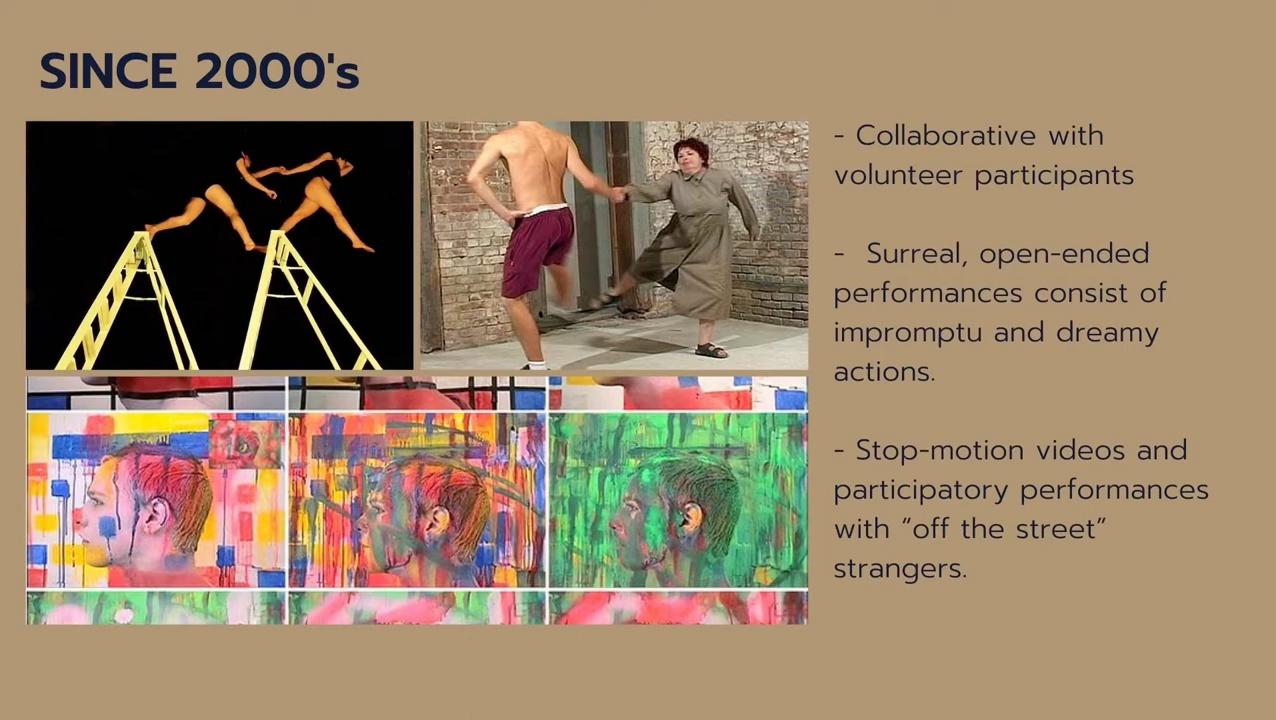 SINCE 2000's
- Collaborative with
volunteer participants
- Surreal, open-ended
performances consist of
impromptu and dreamy
actions.
- Stop-motion videos and
participatory performances
with “off the street”
strangers.